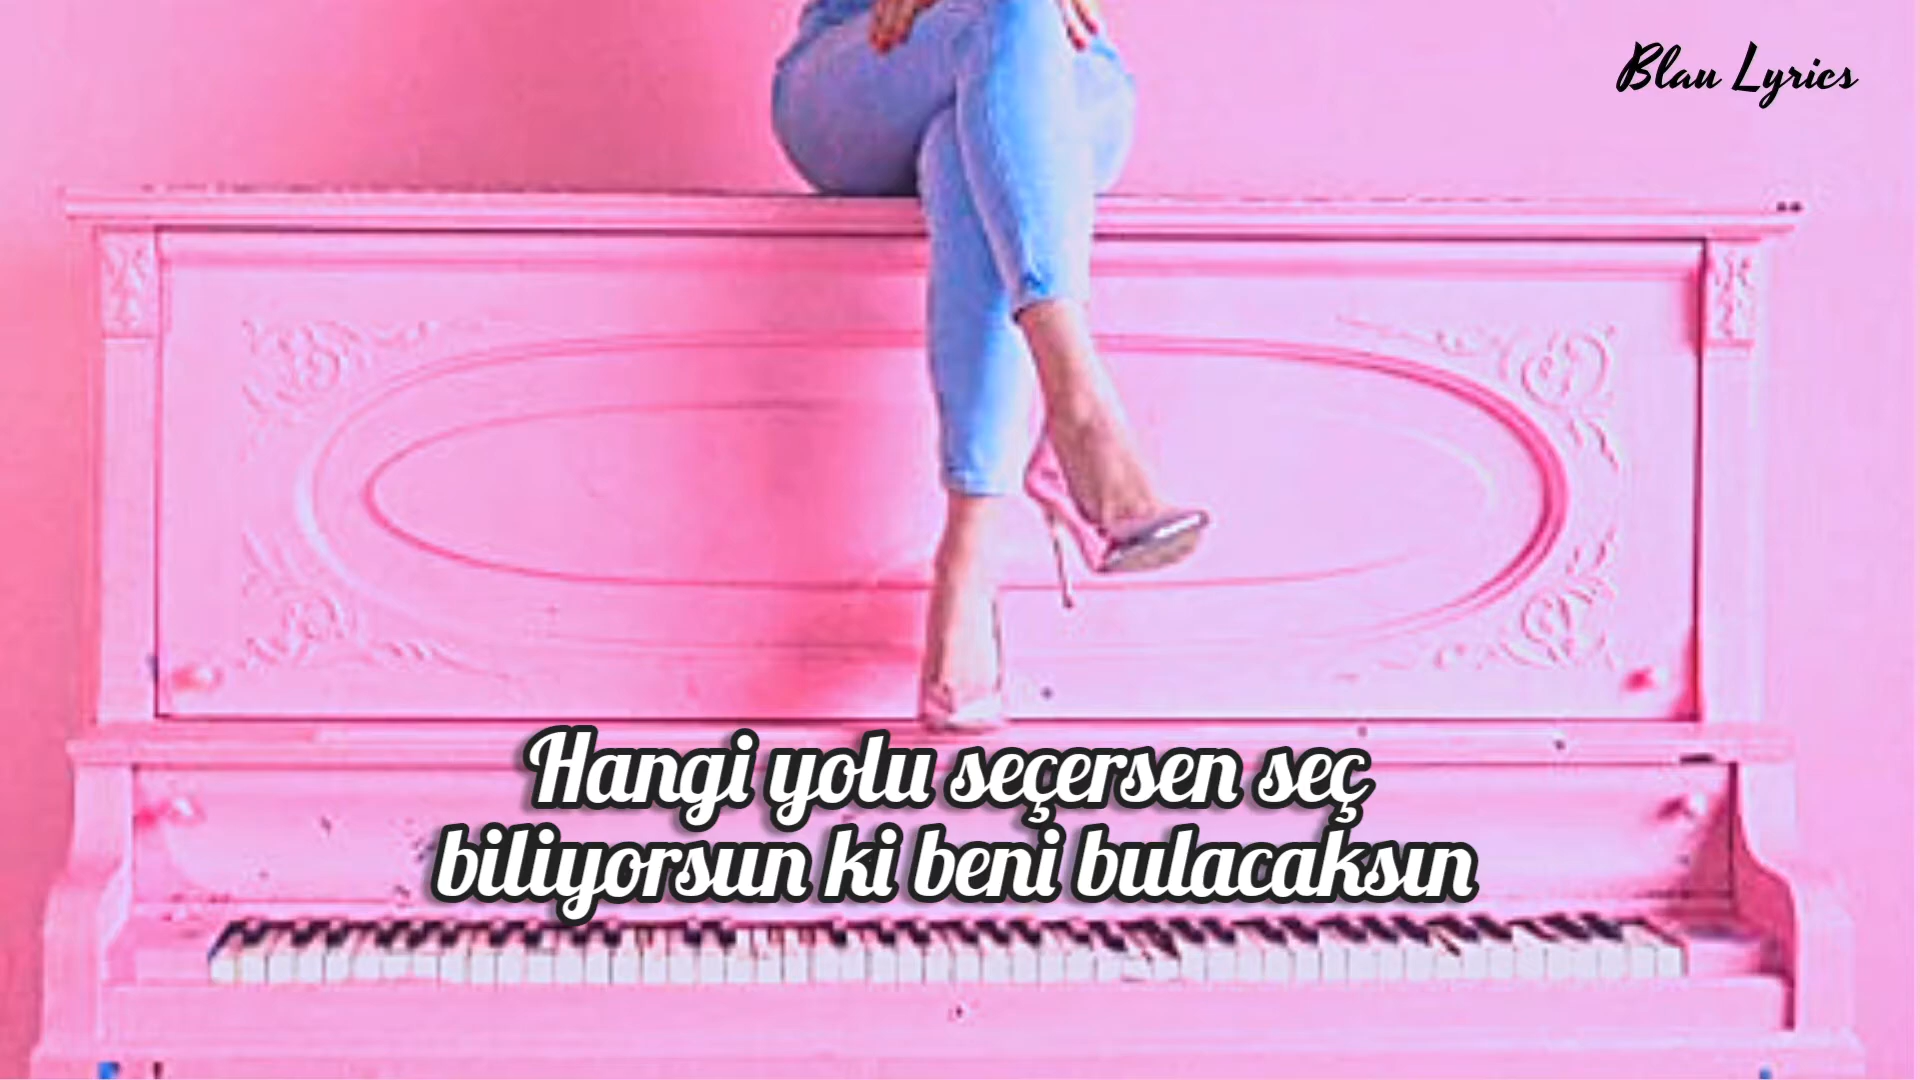 Blau Lyrics
Hangi yolu seçersen seç
biliyorsun ki beni bulacaksın